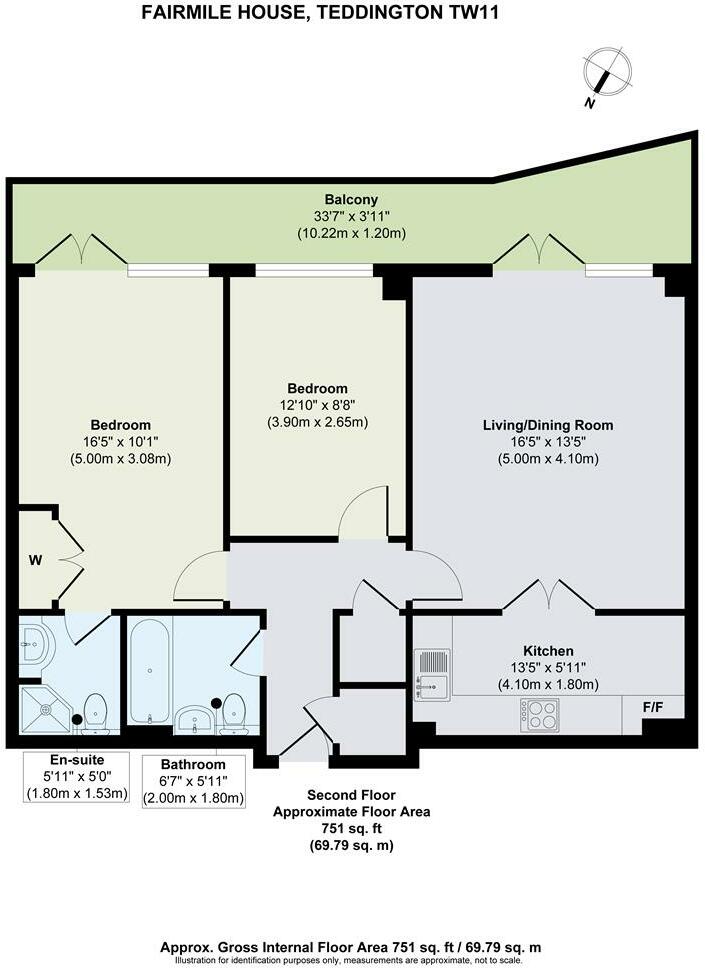 FAIRMILE HOUSE, TEDDINGTON TW11
N
Balcony
33'7" x 3'11"
(10.22m x 1.20m)
Bedroom
12'10" x 8'8"
(3.90m x 2.65m)
Bedroom
16'5" x 10'1"
(5.00m x 3.08m)
Living/Dining Room
16'5" x 13'5"
(5.00m x 4.10m)
W
Kitchen
13'5" x 5'11"
(4.10m x 1.80m)
F/F
En-suite
5'11" x 5'0"
(1.80m x 1.53m)
Bathroom
6'7" x 5'11"
(2.00m x 1.80m)
Second Floor
Approximate Floor Area
751 sq. ft
(69.79 sq. m)
Approx. Gross Internal Floor Area 751 sq. ft / 69.79 sq. m
Illustration for identification purposes only, measurements are approximate, not to scale.